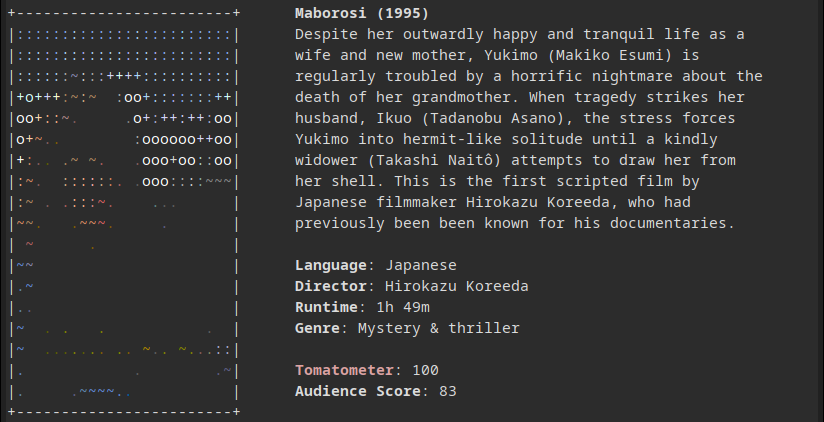 Maborosi (1995)
Despite her outwardly happy and tranquil life as a
wife and new mother, Yukimo (Makiko Esumi) is
regularly troubled by a horrific nightmare about the
death of her grandmother. When tragedy strikes her
husband, Ikuo (Tadanobu Asano), the stress forces
Yukimo into hermit-like solitude until a kindly
widower (Takashi Naitô) attempts to draw her from
her shell. This is the first scripted film by
Japanese filmmaker Hirokazu Koreeda, who had
previously been been known for his documentaries.
Language: Japanese
Director: Hirokazu Koreeda
Runtime: 1h 49m
Genre: Mystery & thriller
Tomatometer: 100
Audience Score: 83